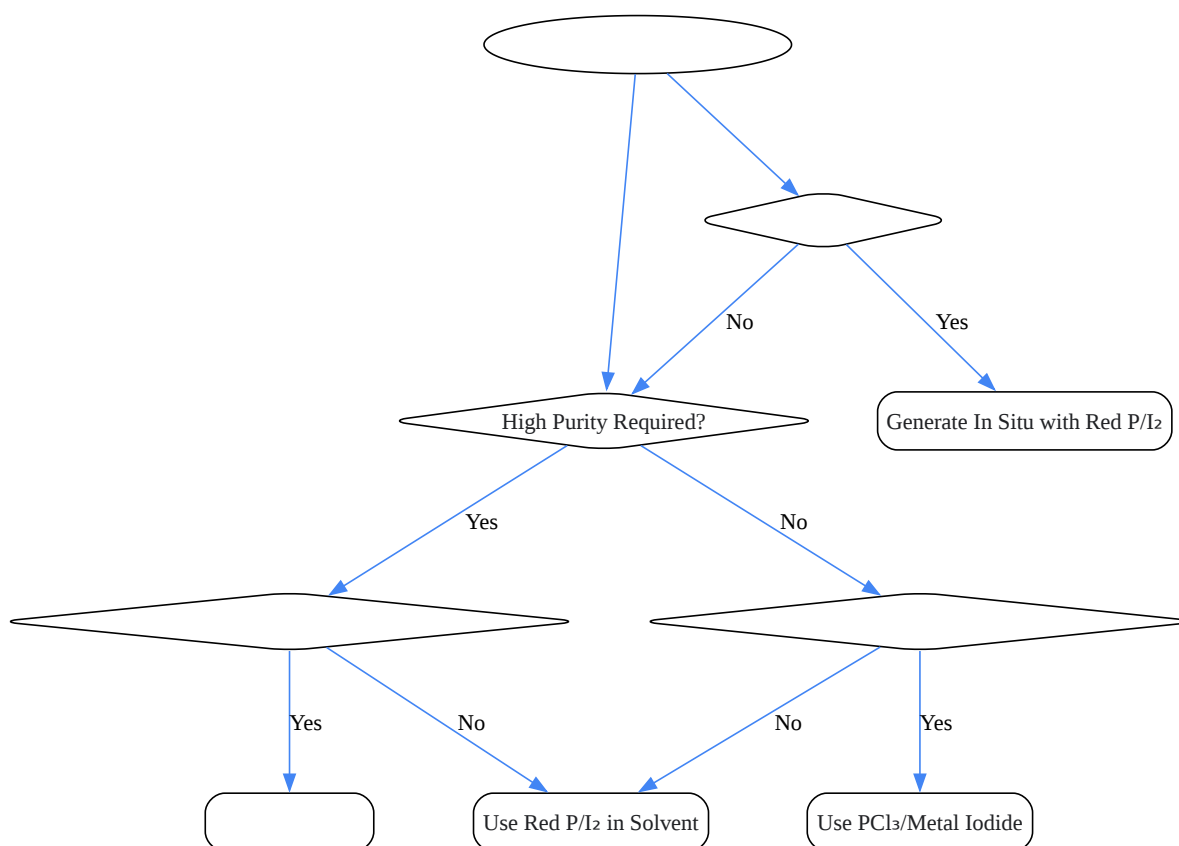 No
Yes
High Purity Required?
Generate In Situ with Red P/I₂
Yes
No
Yes
No
No
Yes
Use Red P/I₂ in Solvent
Use PCl₃/Metal Iodide